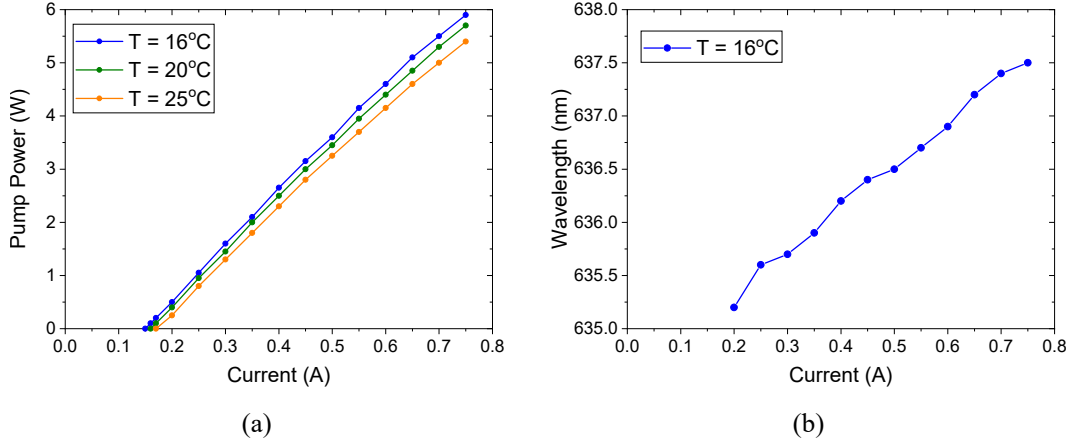 6
5
4
3
2
1
0
Pump Power (W)
T = 16°C
T = 20°C
T = 25°C
0.0 0.1 0.2 0.3 0.4 0.5 0.6 0.7 0.8
Current (A)
(a)
638.0
637.5
637.0
636.5
636.0
635.5
635.0
Wavelength (nm)
T = 16°C
0.0 0.1 0.2 0.3 0.4 0.5 0.6 0.7 0.8
Current (A)
(b)